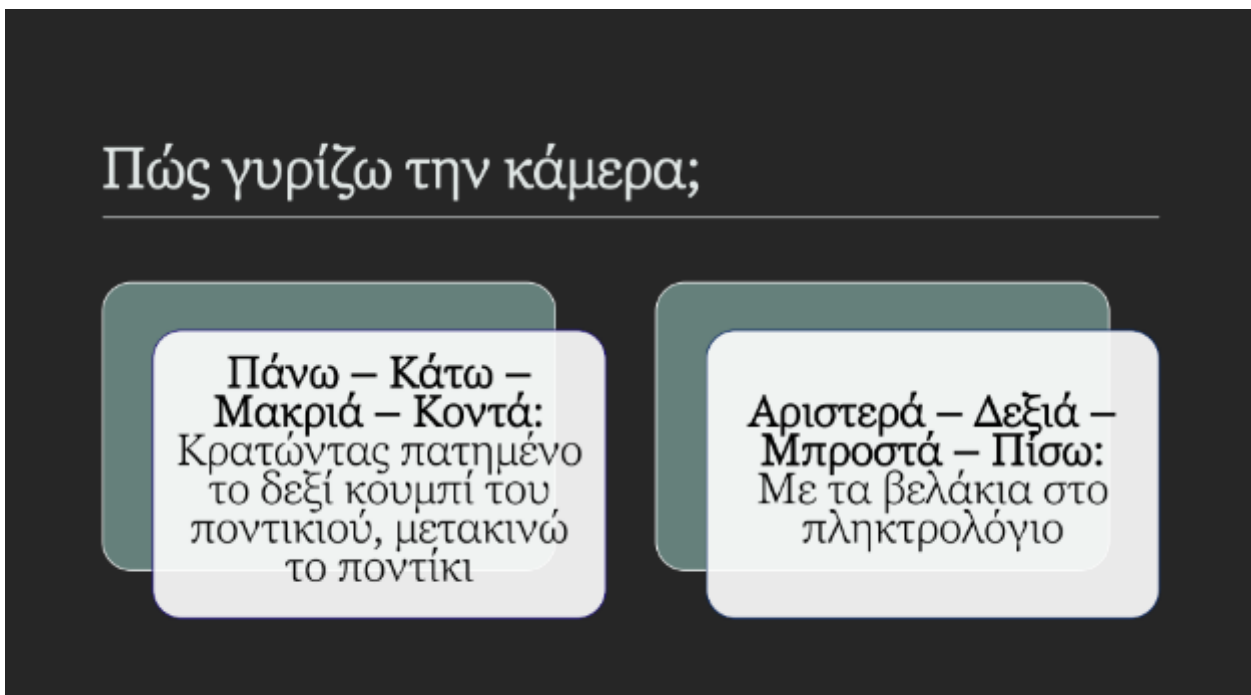 Πώς γυρίζω την κάμερα;
Πάνω – Κάτω –
Μακριά – Κοντά:
Κρατώντας πατημένο
το δεξί κουμπί του
ποντικιού, μετακινώ
το ποντίκι
Αριστερά – Δεξιά –
Μπροστά – Πίσω:
Με τα βελάκια στο
πληκτρολόγιο